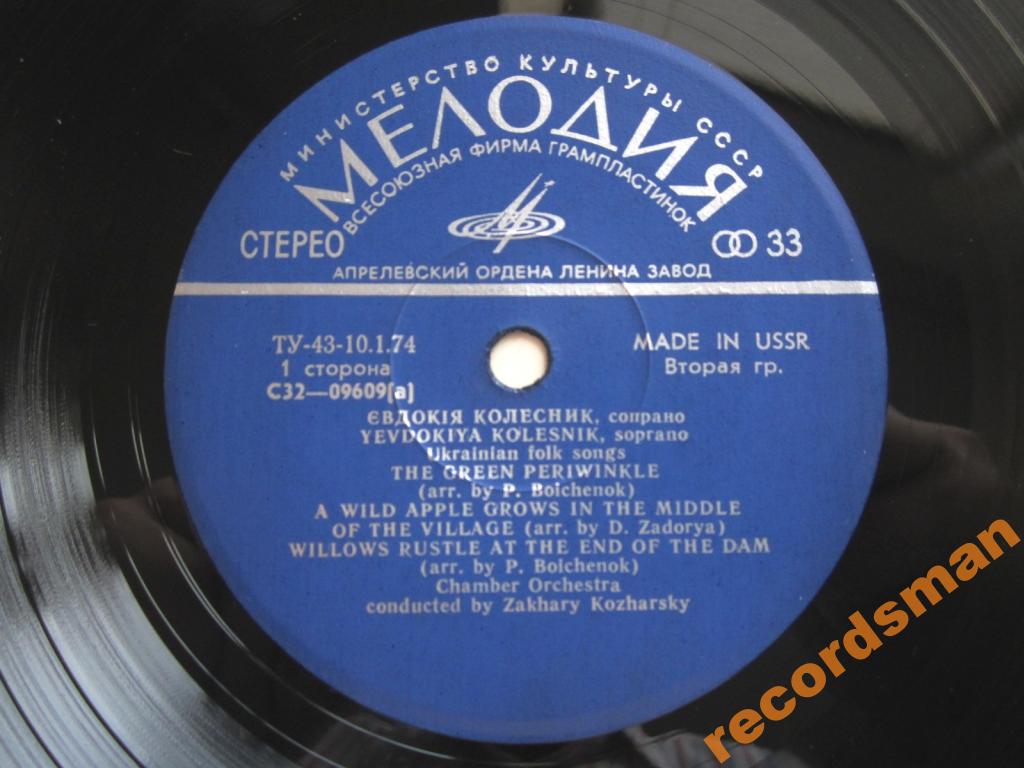 МИНИСТЕРСТВО КУЛЬТУРЫ СССР
МЕЛОДИЯ
ВСЕСОЮЗНАЯ ФИРМА ГРАМПЛАСТИНОК
СТЕРЕО
33
АПРЕЛЕВСКИЙ ОРДЕНА ЛЕНИНА ЗАВОД
ТУ-43-10.1.74
MADE IN USSR
1 сторона
Вторая гр.
С32—09609(а)
ЄВДОКІЯ КОЛЕСНИК, сопрано
YEVDOKIYA KOLESNIK, soprano
Ukrainian folk songs
THE GREEN PERIWINKLE
(arr. by P. Boichenok)
A WILD APPLE GROWS IN THE MIDDLE
OF THE VILLAGE (arr. by D. Zadorya)
WILLOWS RUSTLE AT THE END OF THE DAM
(arr. by P. Boichenok)
Chamber Orchestra
conducted by Zakhary Kozharsky
recordsman